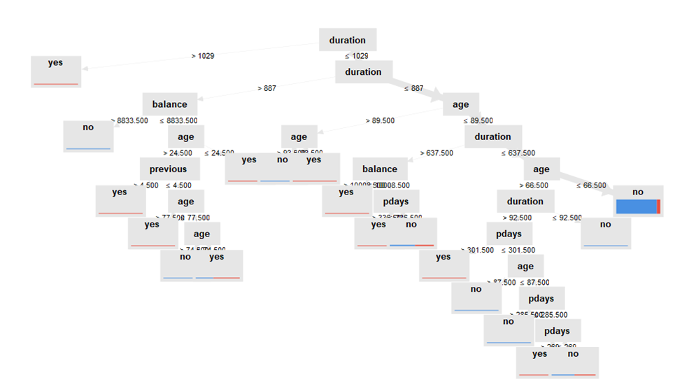 duration
yes
> 1029
≤ 1029
duration
> 887
≤ 887
balance
age
no
> 8833.500
≤ 8833.500
> 89.500
≤ 89.500
age
age
duration
> 24.500
≤ 24.500
> 637.500
≤ 637.500
previous
yes
no
yes
balance
age
> 4.500
≤ 4.500
> 66.500
≤ 66.500
yes
age
yes
pdays
duration
no
> 77.500
77.500
> 92.500
≤ 92.500
yes
age
yes
no
pdays
no
> 301.500
≤ 301.500
no
yes
yes
age
> 87.500
≤ 87.500
no
pdays
> 285.500
285.500
no
pdays
yes
no